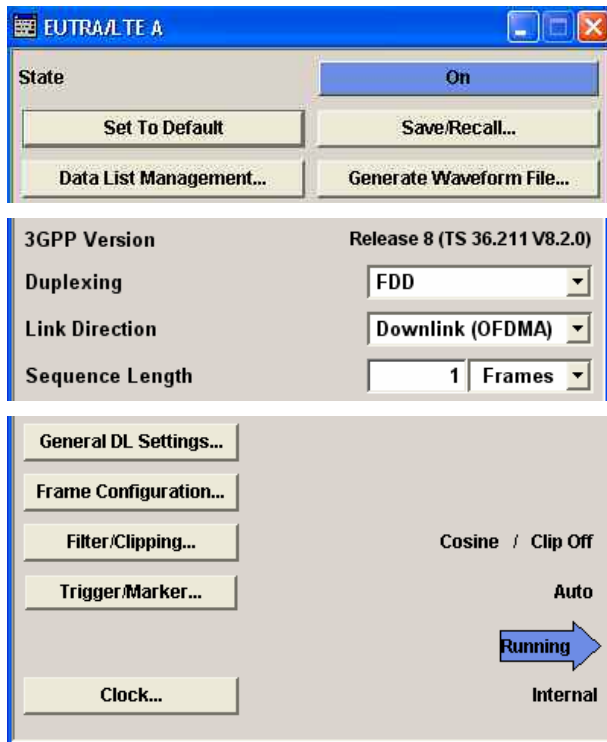 EUTRA/LTE A
State On
Set To Default Save/Recall...
Data List Management... Generate Waveform File...
3GPP Version Release 8 (TS 36.211 V8.2.0)
Duplexing FDD
Link Direction Downlink (OFDMA)
Sequence Length 1 Frames
General DL Settings...
Frame Configuration...
Filter/Clipping... Cosine / Clip Off
Trigger/Marker... Auto
Running
Clock... Internal